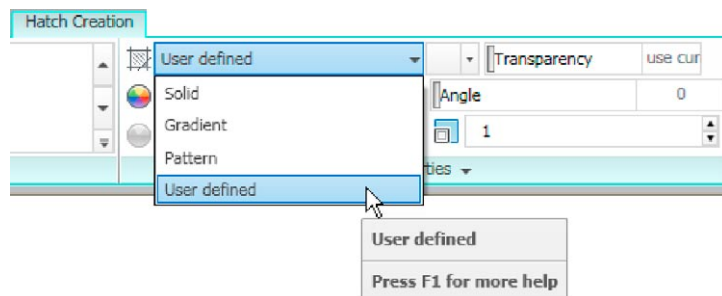 Hatch Creation
User defined
Transparency
use cur
Solid
Angle
0
Gradient
1
Pattern
ties
User defined
User defined
Press F1 for more help